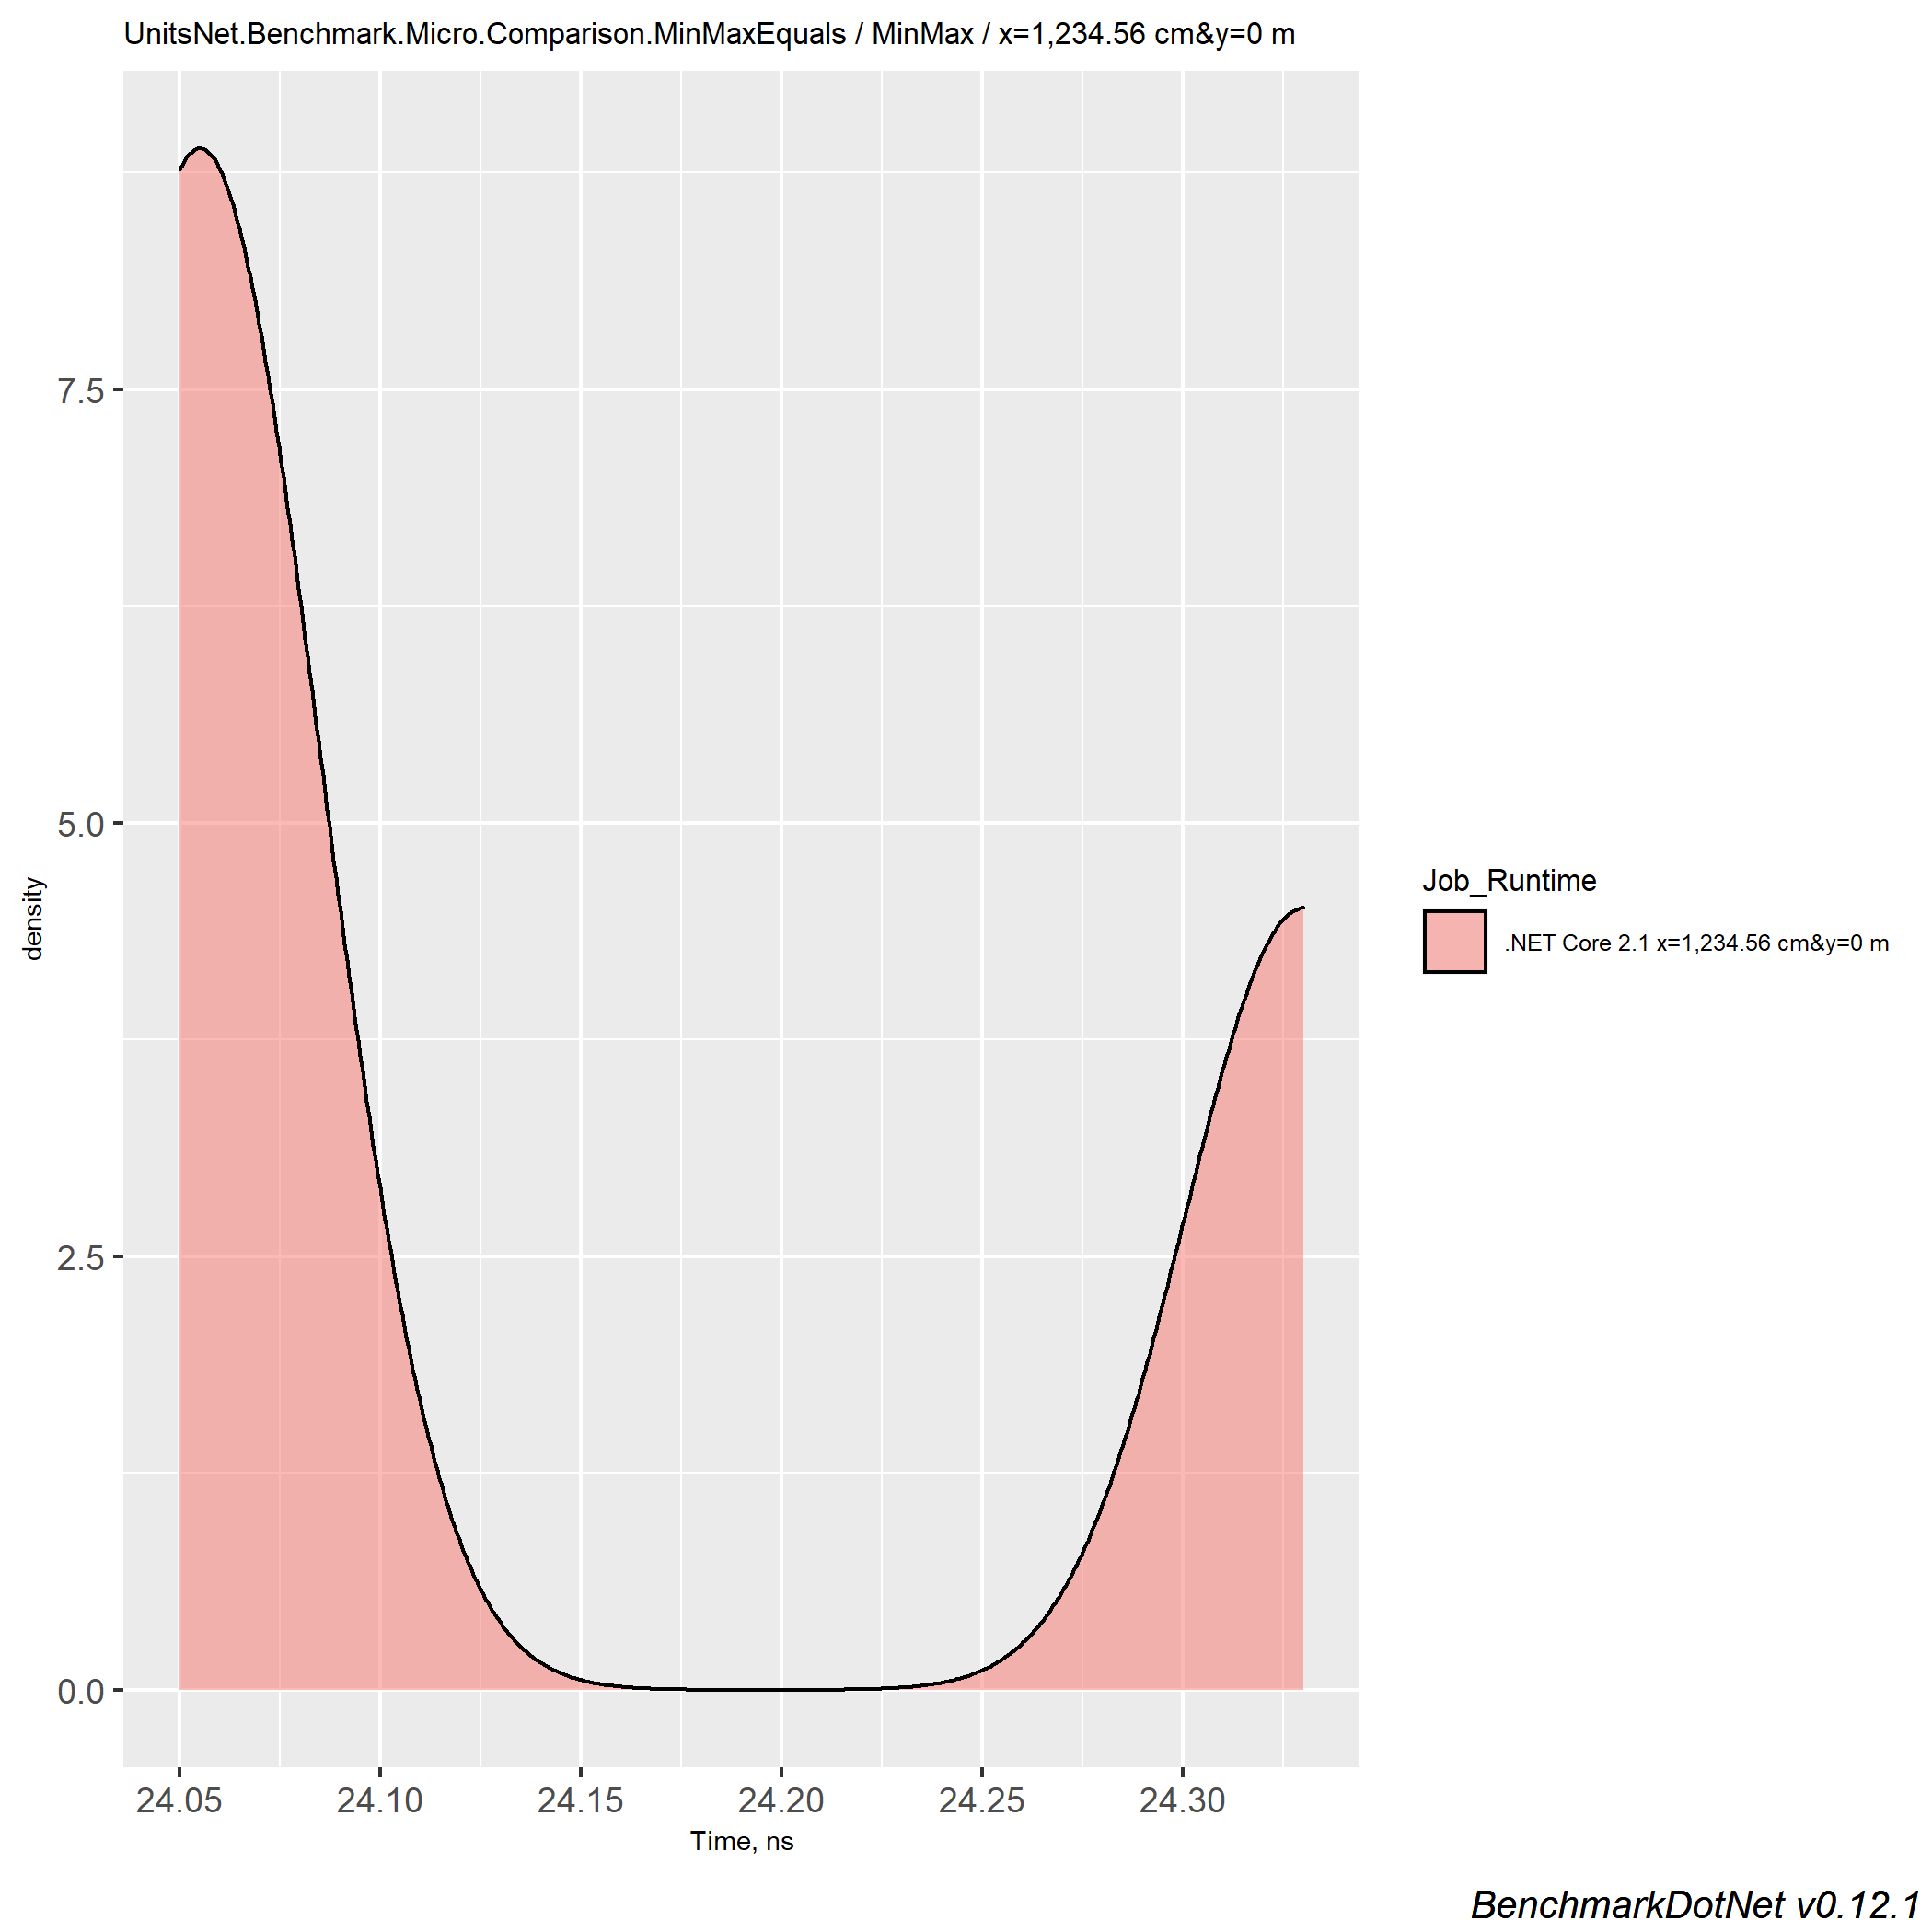 UnitsNet.Benchmark.Micro.Comparison.MinMaxEquals / MinMax / x=1,234.56 cm&y=0 m
7.5
5.0
2.5
0.0
density
24.05 24.10 24.15 24.20 24.25 24.30
Time, ns
Job_Runtime
.NET Core 2.1 x=1,234.56 cm&y=0 m
BenchmarkDotNet v0.12.1